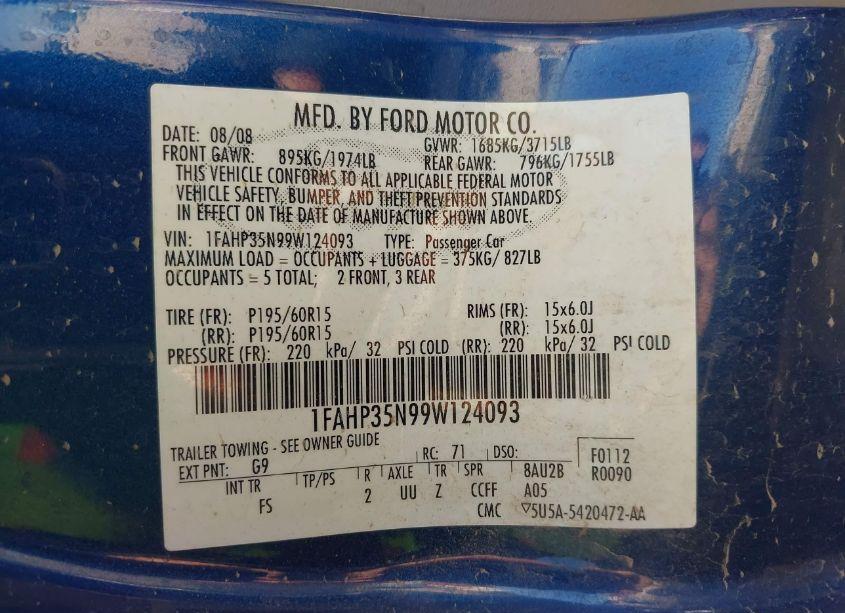 MFD. BY FORD MOTOR CO.
DATE: 08/08 GVWR: 1685KG/3715LB
FRONT GAWR: 895KG/1974LB REAR GAWR: 796KG/1755LB
THIS VEHICLE CONFORMS TO ALL APPLICABLE FEDERAL MOTOR
VEHICLE SAFETY, BUMPER, AND THEFT PREVENTION STANDARDS
IN EFFECT ON THE DATE OF MANUFACTURE SHOWN ABOVE.
VIN: 1FAHP35N99W124093 TYPE: Passenger Car
MAXIMUM LOAD = OCCUPANTS + LUGGAGE = 375KG/ 827LB
OCCUPANTS = 5 TOTAL; 2 FRONT, 3 REAR
TIRE (FR): P195/60R15 RIMS (FR): 15x6.0J
(RR): P195/60R15 (RR): 15x6.0J
PRESSURE (FR): 220 kPa/ 32 PSI COLD (RR): 220 kPa/ 32 PSI COLD
1FAHP35N99W124093
TRAILER TOWING - SEE OWNER GUIDE RC: 71 DSO: F0112
EXT PNT: G9 R0090
INT TR TP/PS R AXLE TR SPR 8AU2B
FS 2 UU Z CCFF A05
CMC ▽5U5A-5420472-AA